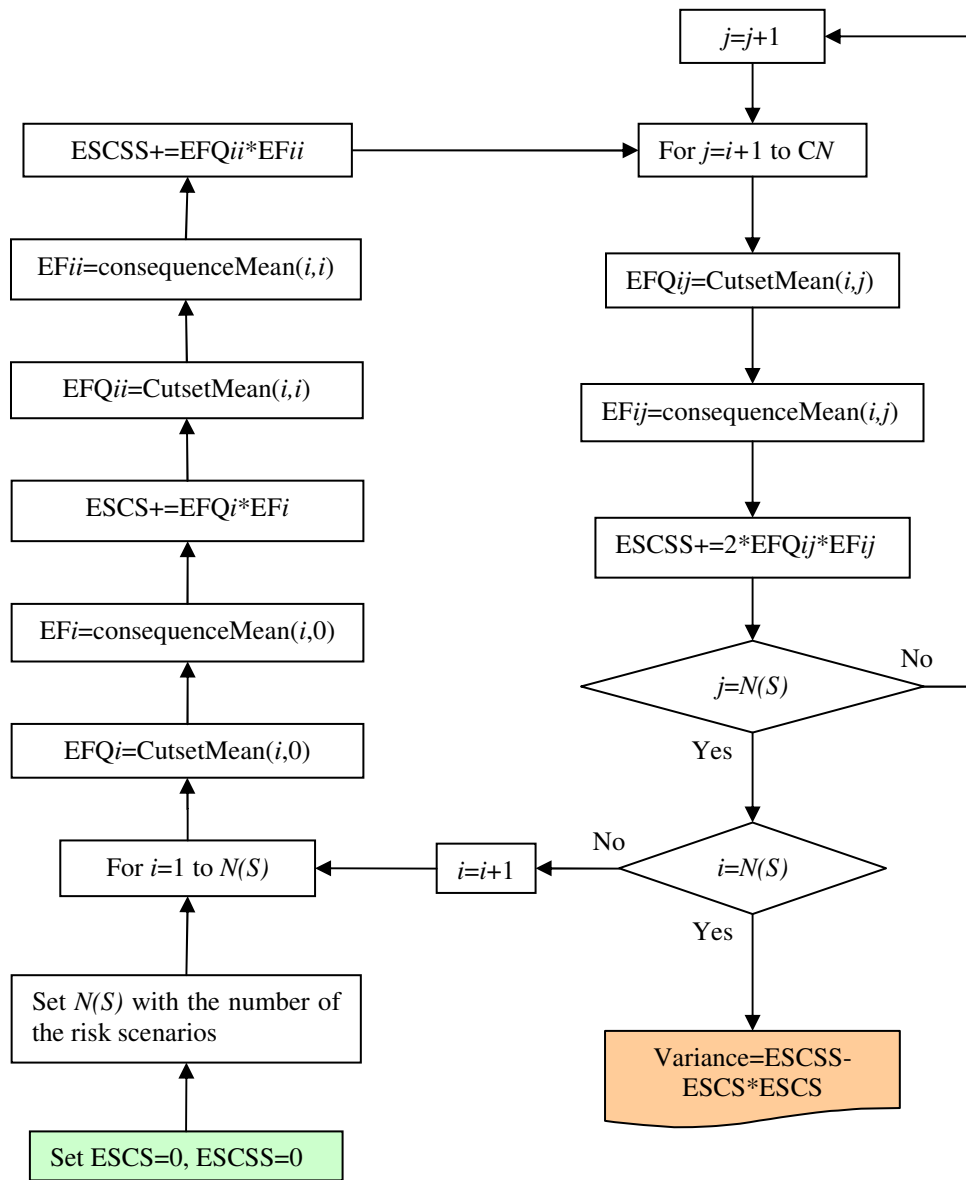 j=j+1
ESCSS+=EFQii*EFii
For j=i+1 to CN
EFii=consequenceMean(i,i)
EFQij=CutsetMean(i,j)
EFQii=CutsetMean(i,i)
EFij=consequenceMean(i,j)
ESCS+=EFQi*EFi
ESCSS+=2*EFQij*EFij
EFi=consequenceMean(i,0)
j=N(S)
No
EFQi=CutsetMean(i,0)
Yes
For i=1 to N(S)
i=i+1
No
i=N(S)
Yes
Set N(S) with the number of
the risk scenarios
Variance=ESCSS-
ESCS*ESCS
Set ESCS=0, ESCSS=0